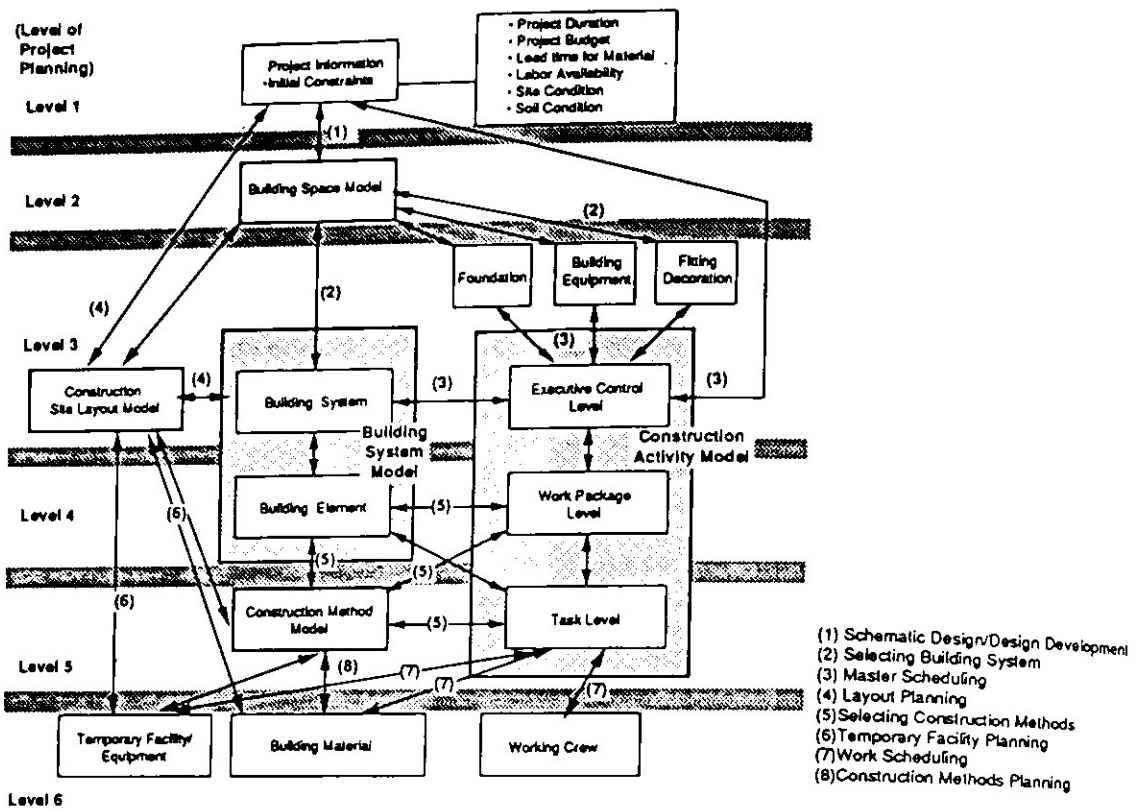 (Level of
Project
Planning)
Project Information
•Initial Constraints
• Project Duration
• Project Budget
• Lead time for Material
• Labor Availability
• Site Condition
• Soil Condition
Level 1
(1)
Building Space Model
Level 2
(2)
Foundation
Building
Equipment
Fitting
Decoration
(4)
(2)
(3)
Level 3
Construction
Site Layout Model
(4)
Building System
(3)
Executive Control
Level
(3)
Building
System
Model
Construction
Activity Model
Level 4
(6)
Building Element
(5)
Work Package
Level
(5)
(5)
(6)
Construction Method
Model
(5)
Task Level
Level 5
(8)
(7)
(7)
(7)
Temporary Facility/
Equipment
Building Material
Working Crew
Level 6
(1) Schematic Design/Design Development
(2) Selecting Building System
(3) Master Scheduling
(4) Layout Planning
(5)Selecting Construction Methods
(6)Temporary Facility Planning
(7)Work Scheduling
(8)Construction Methods Planning